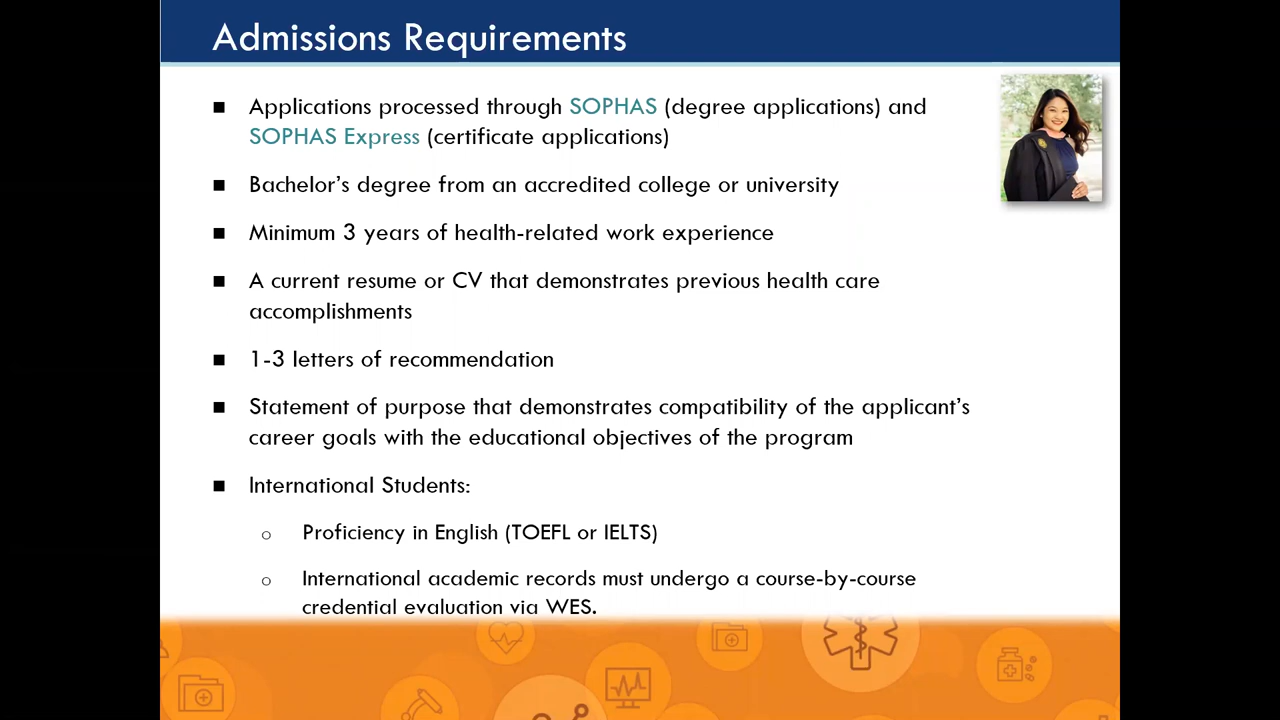 Admissions Requirements
■ Applications processed through SOPHAS (degree applications) and
SOPHAS Express (certificate applications)
■ Bachelor’s degree from an accredited college or university
■ Minimum 3 years of health-related work experience
■ A current resume or CV that demonstrates previous health care
accomplishments
■ 1-3 letters of recommendation
■ Statement of purpose that demonstrates compatibility of the applicant’s
career goals with the educational objectives of the program
■ International Students:
o Proficiency in English (TOEFL or IELTS)
o International academic records must undergo a course-by-course
credential evaluation via WES.